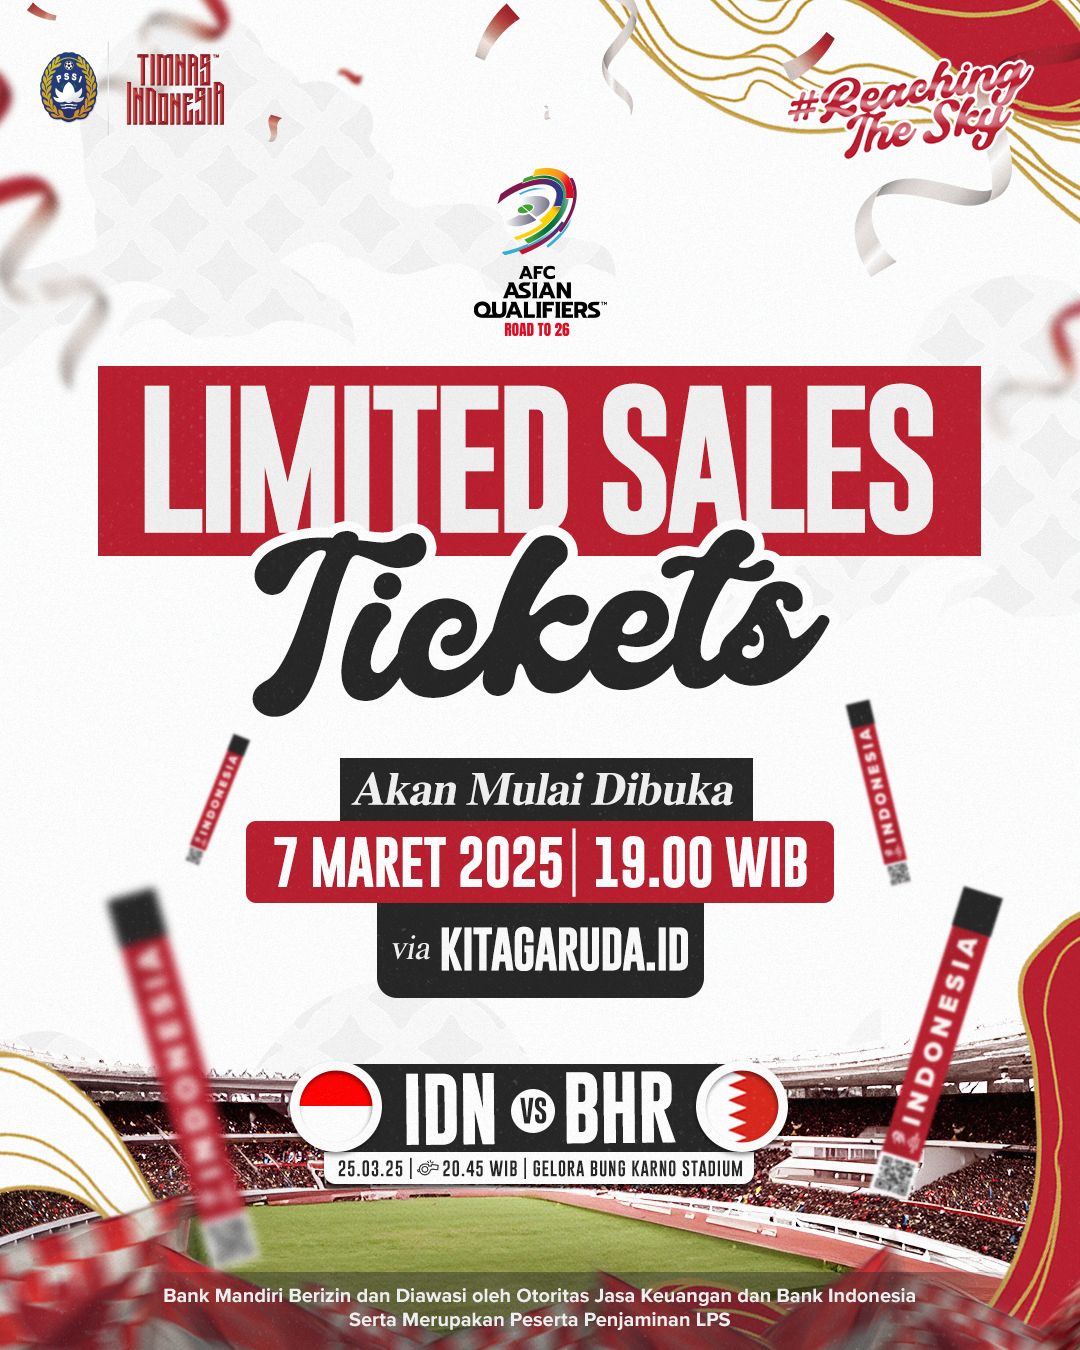 PSSI
TIMNAS™
INDONESIA
#Reaching
The Sky
AFC
ASIAN
QUALIFIERS™
ROAD TO 26
LIMITED SALES
Tickets
Akan Mulai Dibuka
7 MARET 2025 | 19.00 WIB
via KITAGARUDA.ID
INDONESIA
INDONESIA
INDONESIA
INDONESIA
IDN VS BHR
25.03.25 | 20.45 WIB | GELORA BUNG KARNO STADIUM
Bank Mandiri Berizin dan Diawasi oleh Otoritas Jasa Keuangan dan Bank Indonesia
Serta Merupakan Peserta Penjaminan LPS